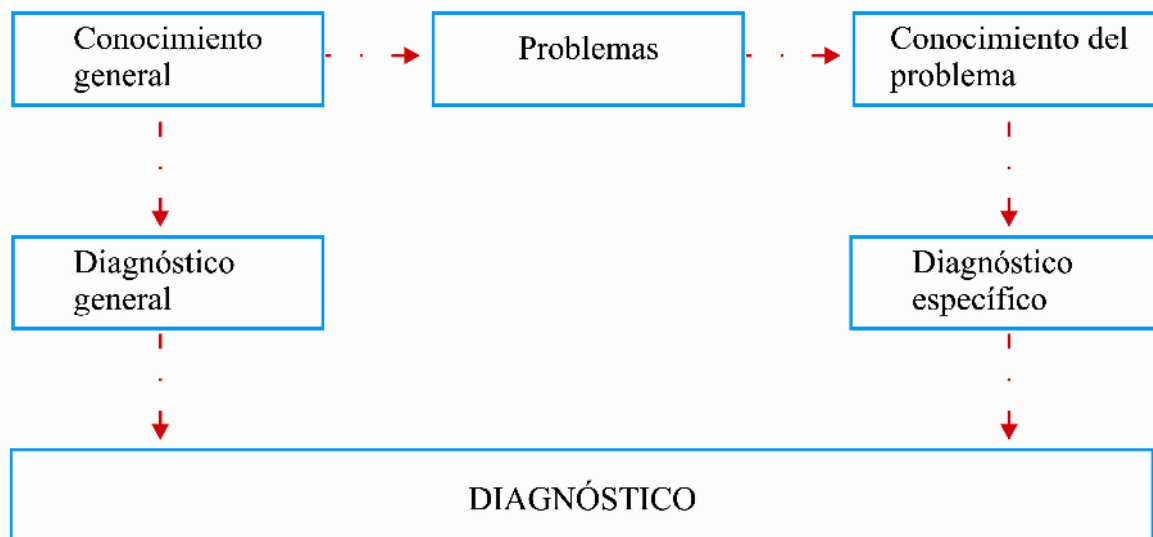 Conocimiento
general
Problemas
Conocimiento del
problema
Diagnóstico
general
Diagnóstico
específico
DIAGNÓSTICO